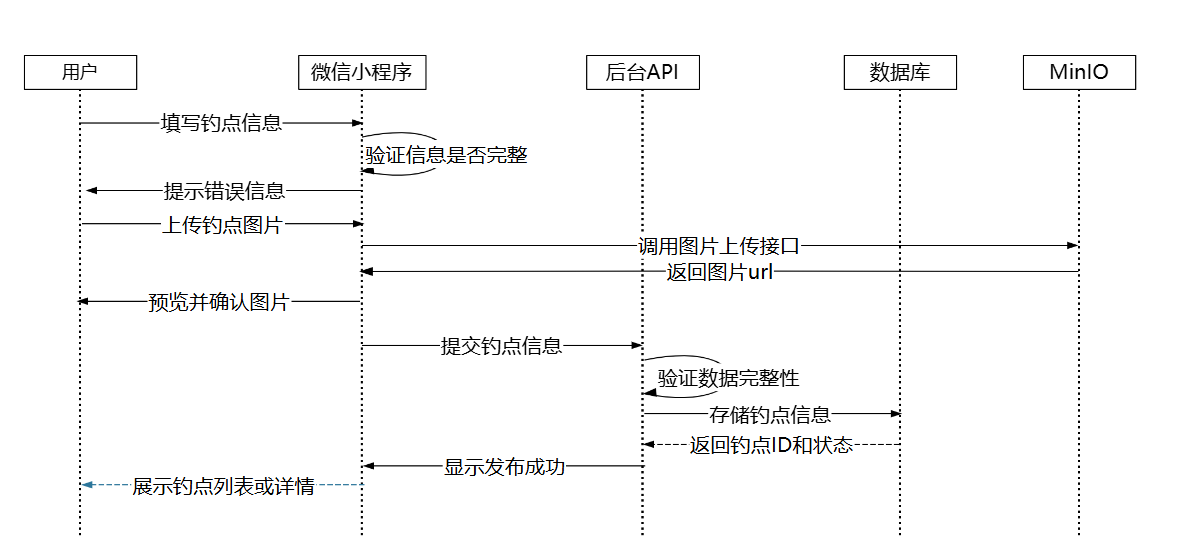 用户
微信小程序
后台API
数据库
MinIO
填写钓点信息
验证信息是否完整
提示错误信息
上传钓点图片
调用图片上传接口
返回图片url
预览并确认图片
提交钓点信息
验证数据完整性
存储钓点信息
返回钓点ID和状态
显示发布成功
展示钓点列表或详情